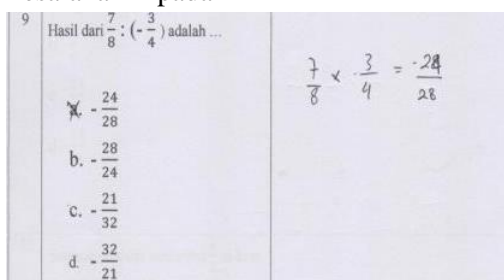 9 Hasil dari 7/8 : (-3/4) adalah ...
7/8 x -3/4 = -24/28
a. -24/28
b. -28/24
c. -21/32
d. -32/21